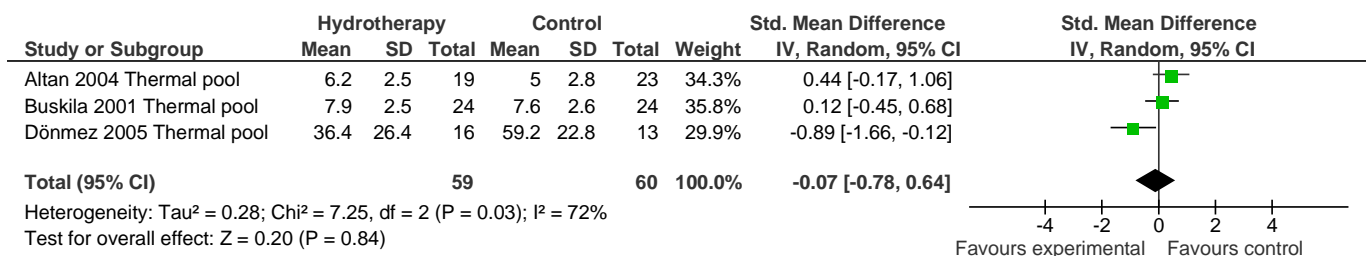 Hydrotherapy Control Std. Mean Difference Std. Mean Difference
Study or Subgroup Mean SD Total Mean SD Total Weight IV, Random, 95% CI IV, Random, 95% CI
Altan 2004 Thermal pool 6.2 2.5 19 5 2.8 23 34.3% 0.44 [-0.17, 1.06]
Buskila 2001 Thermal pool 7.9 2.5 24 7.6 2.6 24 35.8% 0.12 [-0.45, 0.68]
Dönmez 2005 Thermal pool 36.4 26.4 16 59.2 22.8 13 29.9% -0.89 [-1.66, -0.12]
Total (95% CI) 59 60 100.0% -0.07 [-0.78, 0.64]
Heterogeneity: Tau² = 0.28; Chi² = 7.25, df = 2 (P = 0.03); I² = 72%
Test for overall effect: Z = 0.20 (P = 0.84)
-4 -2 0 2 4
Favours experimental Favours control